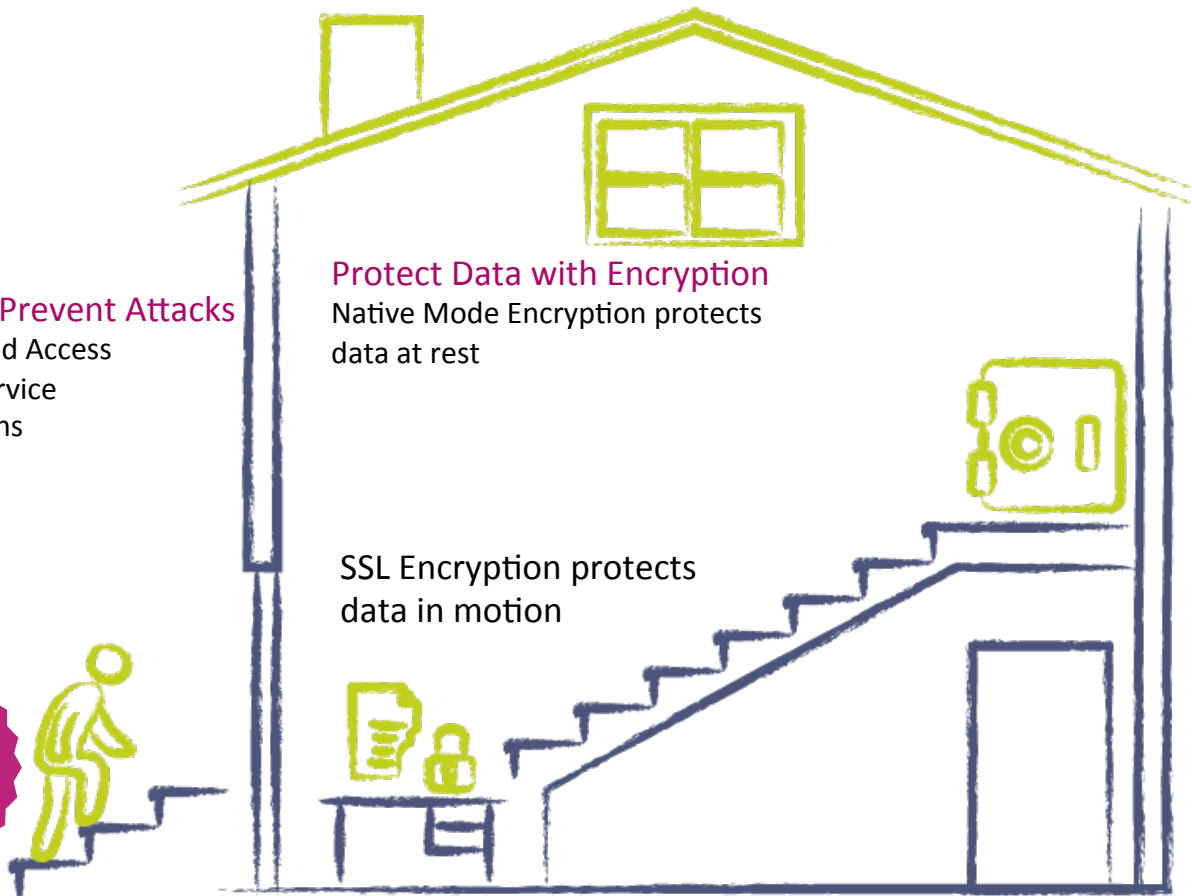 Prevent Attacks
d Access
rvice
ns
Protect Data with Encryption
Native Mode Encryption protects
data at rest
SSL Encryption protects
data in motion